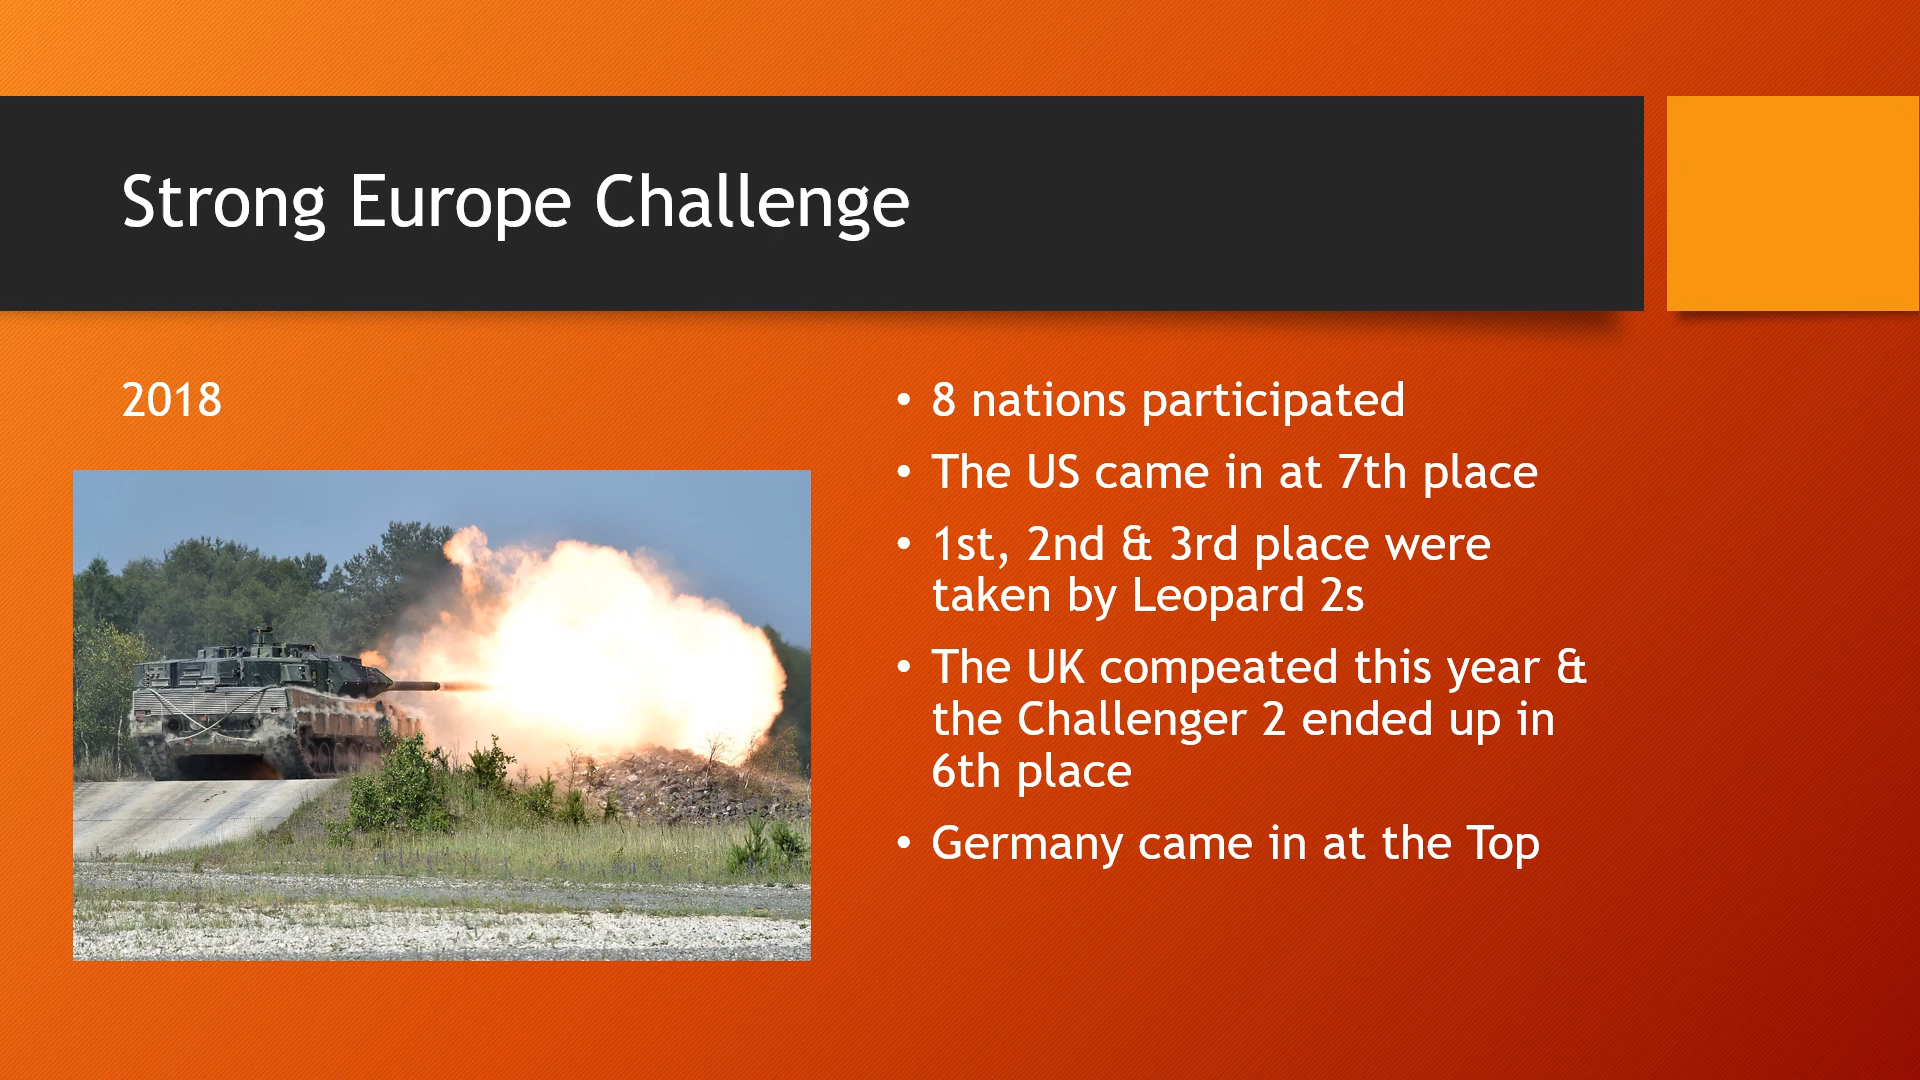 Strong Europe Challenge
2018
• 8 nations participated
• The US came in at 7th place
• 1st, 2nd & 3rd place were
taken by Leopard 2s
• The UK compeated this year &
the Challenger 2 ended up in
6th place
• Germany came in at the Top